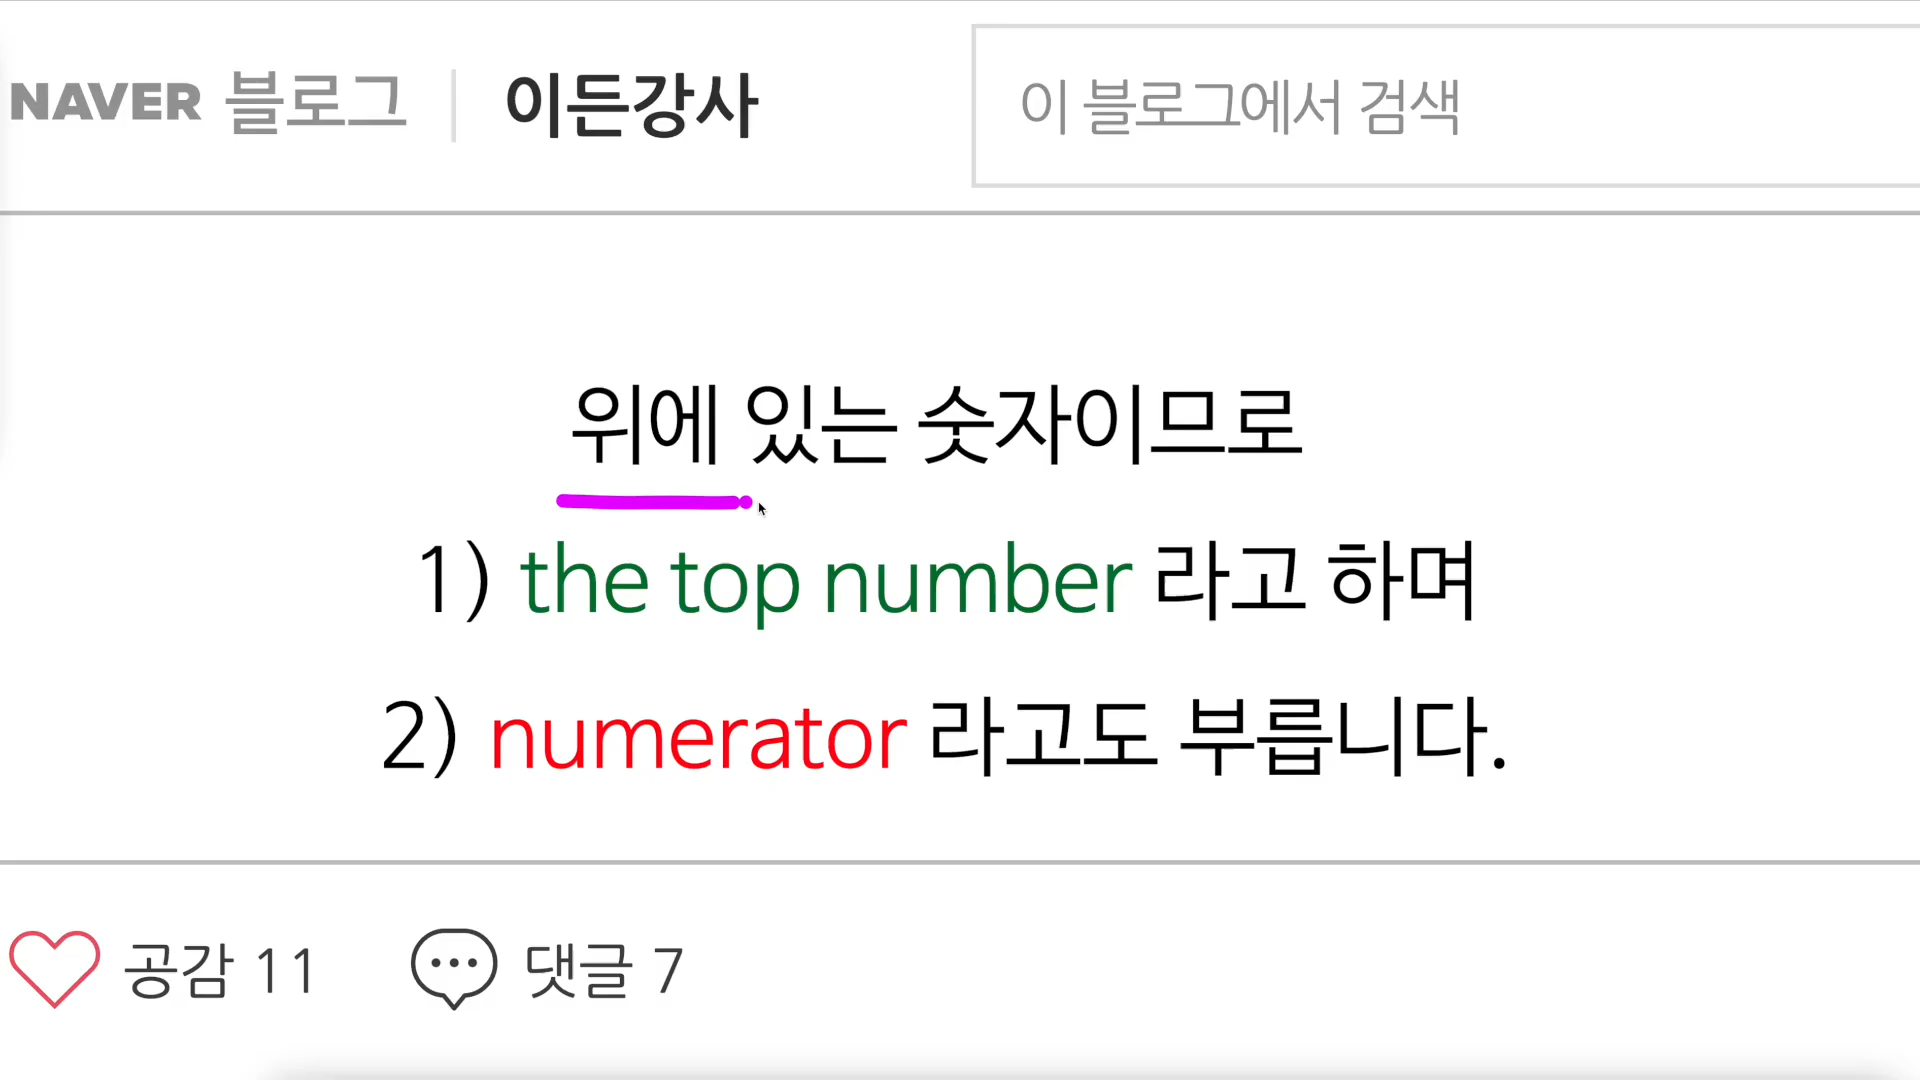 NAVER 블로그 이든강사 이 블로그에서 검색
위에 있는 숫자이므로
1) the top number 라고 하며
2) numerator 라고도 부릅니다.
공감 11 댓글 7